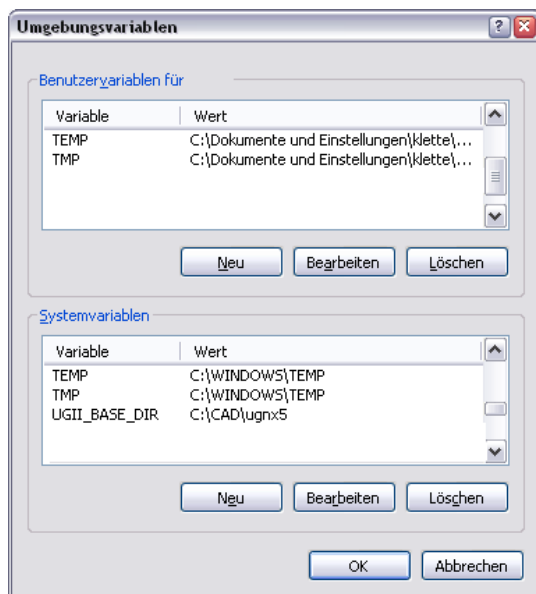 Umgebungsvariablen
Benutzervariablen für
Variable Wert
TEMP C:\Dokumente und Einstellungen\klette\...
TMP C:\Dokumente und Einstellungen\klette\...
Neu Bearbeiten Löschen
Systemvariablen
Variable Wert
TEMP C:\WINDOWS\TEMP
TMP C:\WINDOWS\TEMP
UGII_BASE_DIR C:\CAD\ugnx5
Neu Bearbeiten Löschen
OK Abbrechen